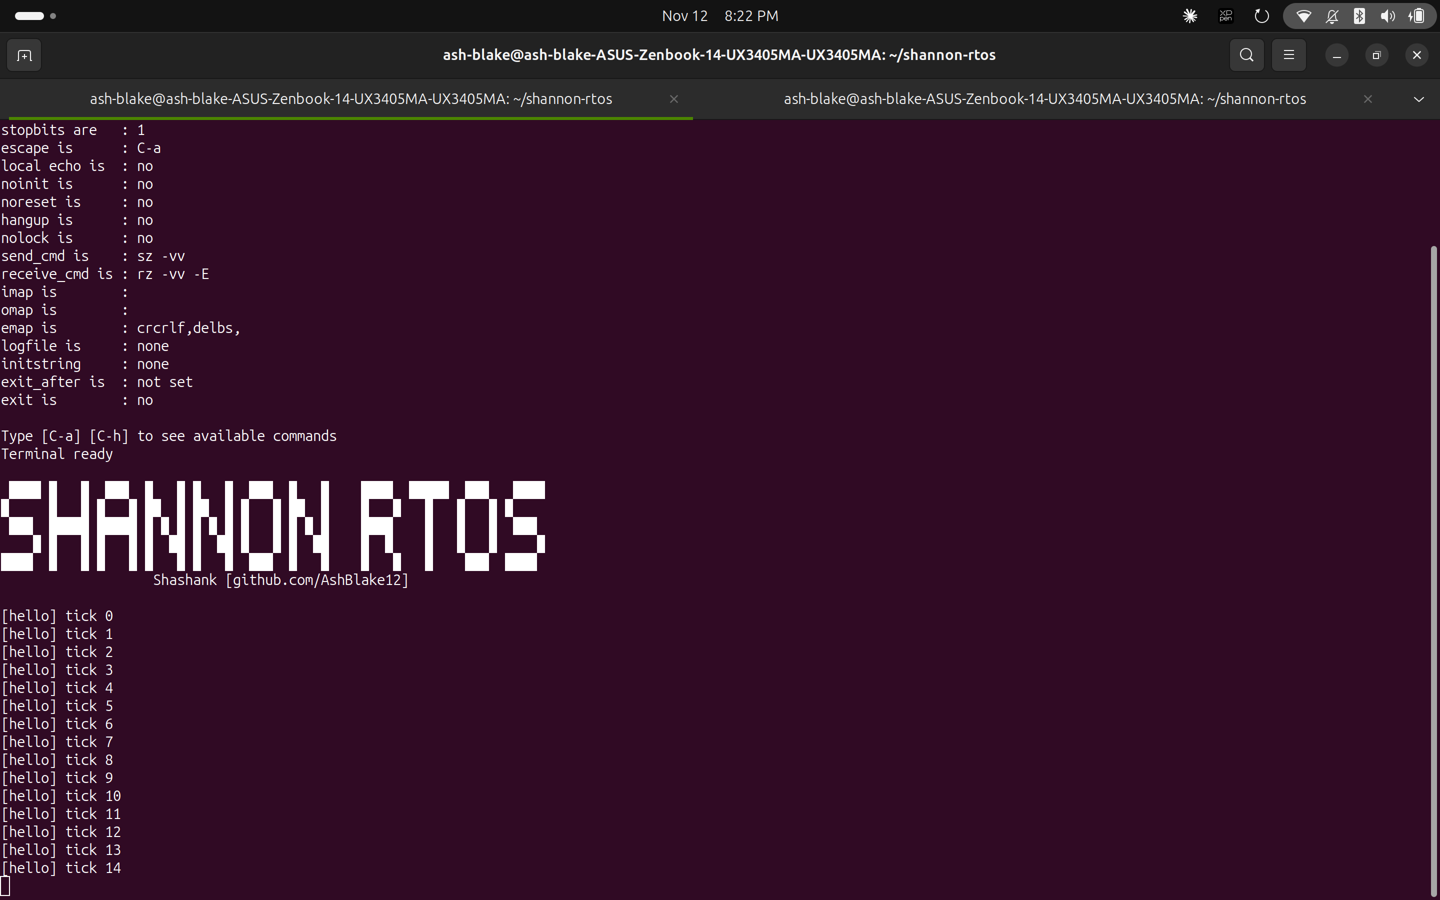 Nov 12 8:22 PM
XP pen
ash-blake@ash-blake-ASUS-Zenbook-14-UX3405MA-UX3405MA: ~/shannon-rtos
ash-blake@ash-blake-ASUS-Zenbook-14-UX3405MA-UX3405MA: ~/shannon-rtos
ash-blake@ash-blake-ASUS-Zenbook-14-UX3405MA-UX3405MA: ~/shannon-rtos
stopbits are   : 1
escape is      : C-a
local echo is  : no
noinit is      : no
noreset is     : no
hangup is      : no
nolock is      : no
send_cmd is    : sz -vv
receive_cmd is : rz -vv -E
imap is        :
omap is        :
emap is        : crcrlf,delbs,
logfile is     : none
initstring     : none
exit_after is  : not set
exit is        : no
Type [C-a] [C-h] to see available commands
Terminal ready
SHANNON RTOS
Shashank [github.com/AshBlake12]
[hello] tick 0
[hello] tick 1
[hello] tick 2
[hello] tick 3
[hello] tick 4
[hello] tick 5
[hello] tick 6
[hello] tick 7
[hello] tick 8
[hello] tick 9
[hello] tick 10
[hello] tick 11
[hello] tick 12
[hello] tick 13
[hello] tick 14